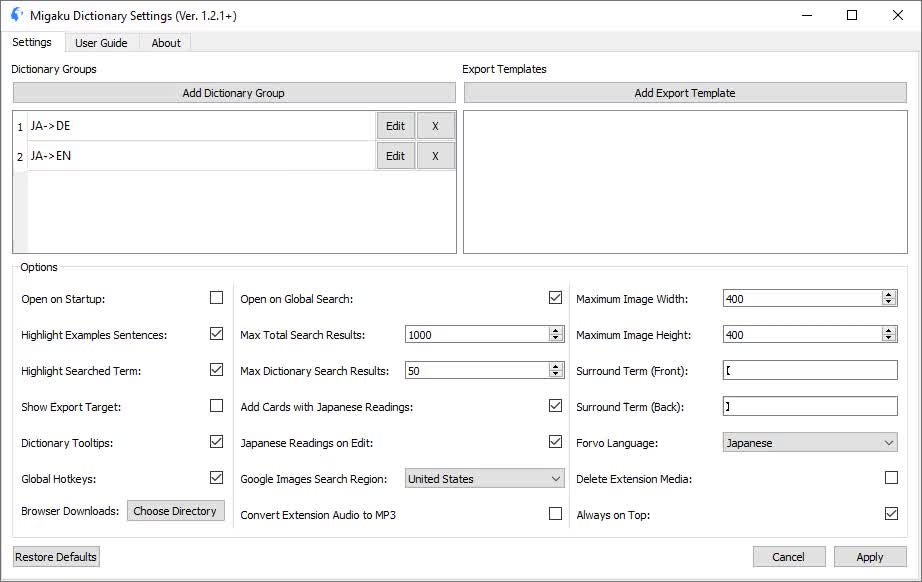 Migaku Dictionary Settings (Ver. 1.2.1+)
Settings User Guide About
Dictionary Groups
Add Dictionary Group
1 JA->DE Edit X
2 JA->EN Edit X
Export Templates
Add Export Template
Options
Open on Startup:
Highlight Examples Sentences:
Highlight Searched Term:
Show Export Target:
Dictionary Tooltips:
Global Hotkeys:
Browser Downloads: Choose Directory
Open on Global Search:
Max Total Search Results: 1000
Max Dictionary Search Results: 50
Add Cards with Japanese Readings:
Japanese Readings on Edit:
Google Images Search Region: United States
Convert Extension Audio to MP3
Maximum Image Width: 400
Maximum Image Height: 400
Surround Term (Front): 【
Surround Term (Back): 】
Forvo Language: Japanese
Delete Extension Media:
Always on Top:
Restore Defaults Cancel Apply